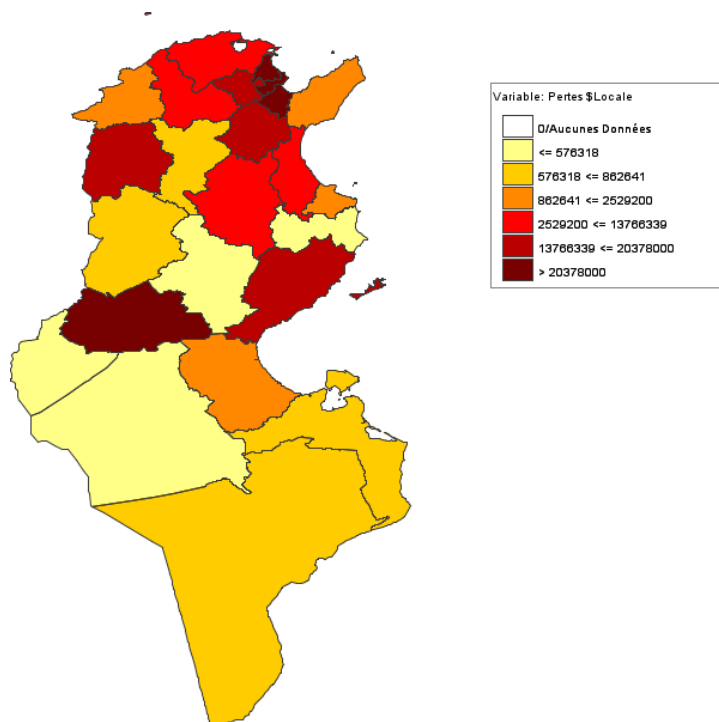 Variable: Pertes $Locale
0/Aucunes Données
<= 576318
576318 <= 862641
862641 <= 2529200
2529200 <= 13766339
13766339 <= 20378000
> 20378000